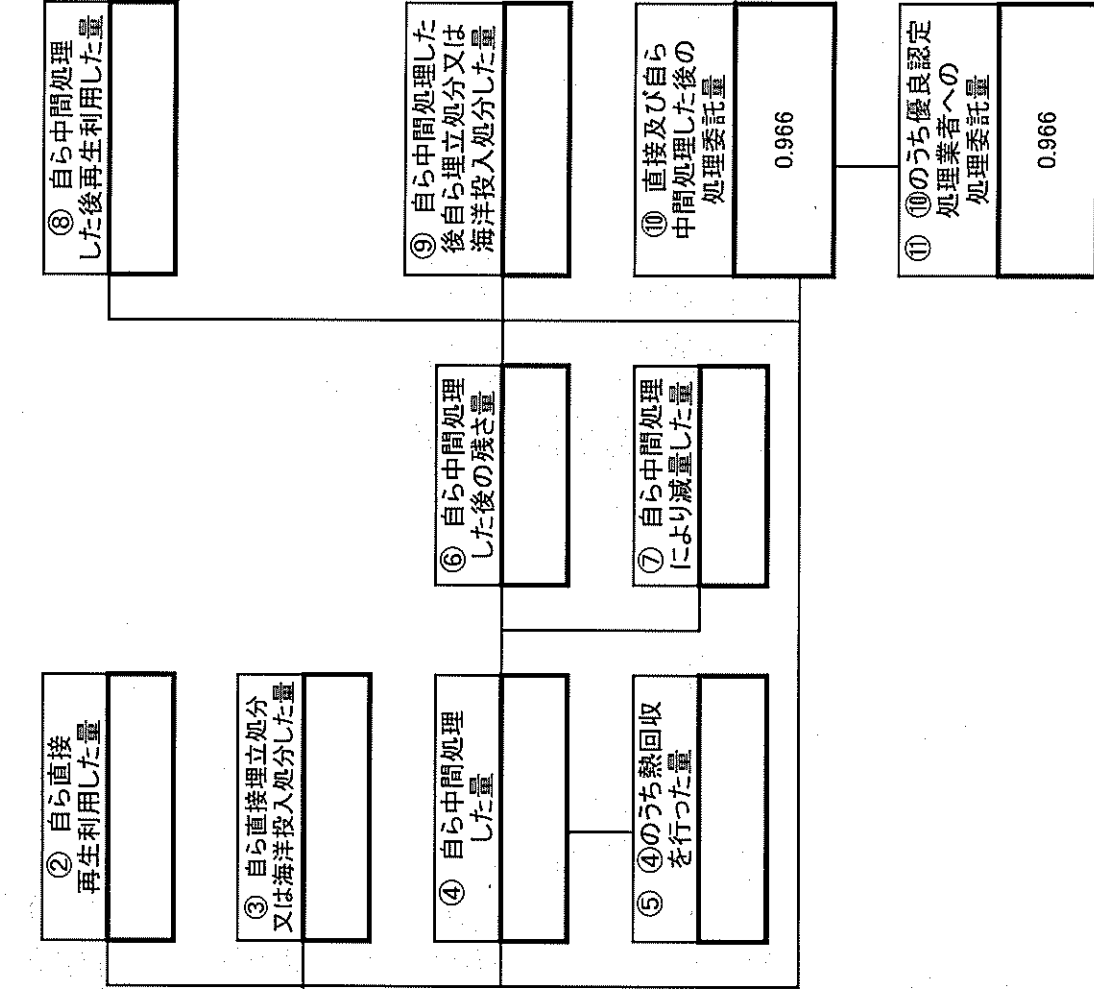 ② 自ら直接
再生利用した量
③ 自ら直接埋立処分
又は海洋投入処分した量
④ 自ら中間処理
した量
⑤ ④のうち熱回収
を行った量
⑥ 自ら中間処理
した後の残さ量
⑦ 自ら中間処理
により減量した量
⑧ 自ら中間処理
した後再生利用した量
⑨ 自ら中間処理した
後自ら埋立処分又は
海洋投入処分した量
⑩ 直接及び自ら
中間処理した後の
処理委託量
0.966
⑪ ⑩のうち優良認定
処理業者への
処理委託量
0.966